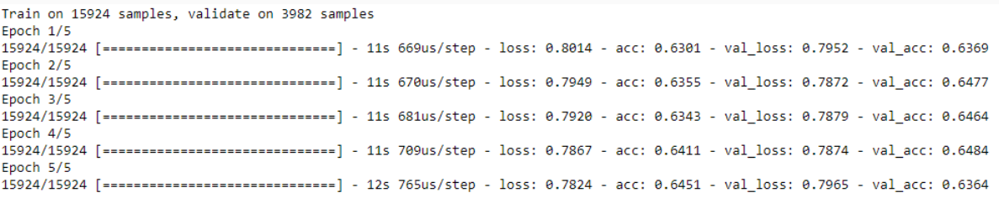 Train on 15924 samples, validate on 3982 samples
Epoch 1/5
15924/15924 [==============================] - 11s 669us/step - loss: 0.8014 - acc: 0.6301 - val_loss: 0.7952 - val_acc: 0.6369
Epoch 2/5
15924/15924 [==============================] - 11s 670us/step - loss: 0.7949 - acc: 0.6355 - val_loss: 0.7872 - val_acc: 0.6477
Epoch 3/5
15924/15924 [==============================] - 11s 681us/step - loss: 0.7920 - acc: 0.6343 - val_loss: 0.7879 - val_acc: 0.6464
Epoch 4/5
15924/15924 [==============================] - 11s 709us/step - loss: 0.7867 - acc: 0.6411 - val_loss: 0.7874 - val_acc: 0.6484
Epoch 5/5
15924/15924 [==============================] - 12s 765us/step - loss: 0.7824 - acc: 0.6451 - val_loss: 0.7965 - val_acc: 0.6364